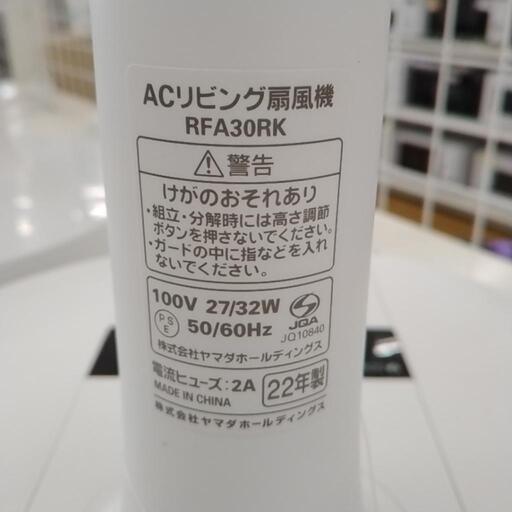 ACリビング扇風機
RFA30RK
警告
けがのおそれあり
・組立・分解時には高さ調節
ボタンを押さないでください。
・ガードの中に指などを入れ
ないでください。
100V 27/32W
50/60Hz
PSE
JQA
JQ10840
株式会社ヤマダホールディングス
電流ヒューズ:2A
MADE IN CHINA
22年製
株式会社ヤマダホールディングス